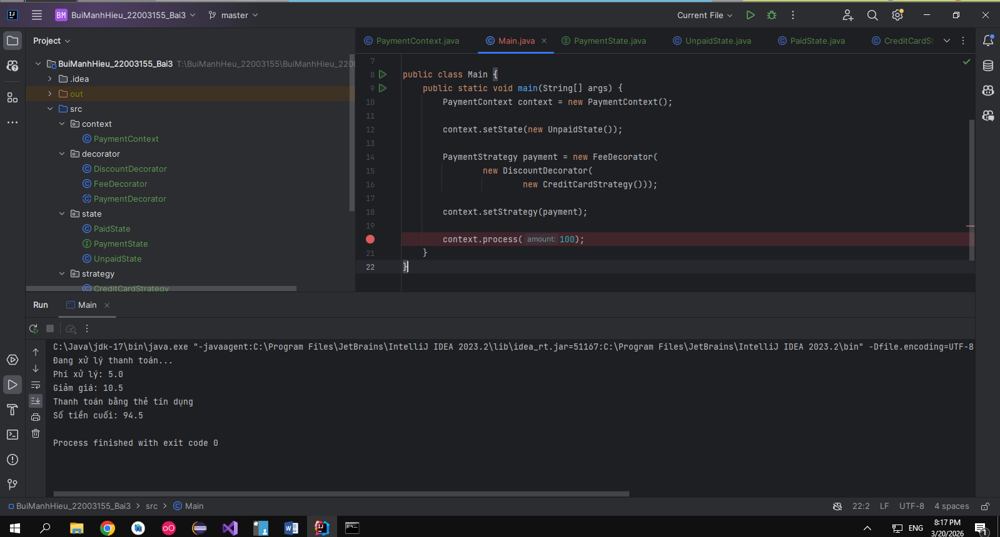 BM BuiManhHieu_22003155_Bai3 master Current File
Project
BuiManhHieu_22003155_Bai3 T:\BuiManhHeu_22003155\BuiManhHieu_2200
.idea
out
src
context
PaymentContext
decorator
DiscountDecorator
FeeDecorator
PaymentDecorator
state
PaidState
PaymentState
UnpaidState
strategy
CreditCardStrategy
PaymentContext.java Main.java PaymentState.java UnpaidState.java PaidState.java CreditCardSt
7
8 public class Main {
9 public static void main(String[] args) {
10 PaymentContext context = new PaymentContext();
11
12 context.setState(new UnpaidState());
13
14 PaymentStrategy payment = new FeeDecorator(
15 new DiscountDecorator(
16 new CreditCardStrategy()));
17
18 context.setStrategy(payment);
19
context.process( amount: 100);
21 }
22 }
Run Main
C:\Java\jdk-17\bin\java.exe "-javaagent:C:\Program Files\JetBrains\IntelliJ IDEA 2023.2\lib\idea_rt.jar=51167:C:\Program Files\JetBrains\IntelliJ IDEA 2023.2\bin" -Dfile.encoding=UTF-8
Đang xử lý thanh toán...
Phí xử lý: 5.0
Giảm giá: 10.5
Thanh toán bằng thẻ tín dụng
Số tiền cuối: 94.5
Process finished with exit code 0
BuiManhHieu_22003155_Bai3 > src > Main 22:2 LF UTF-8 4 spaces
ENG 8:17 PM
3/20/2026
1